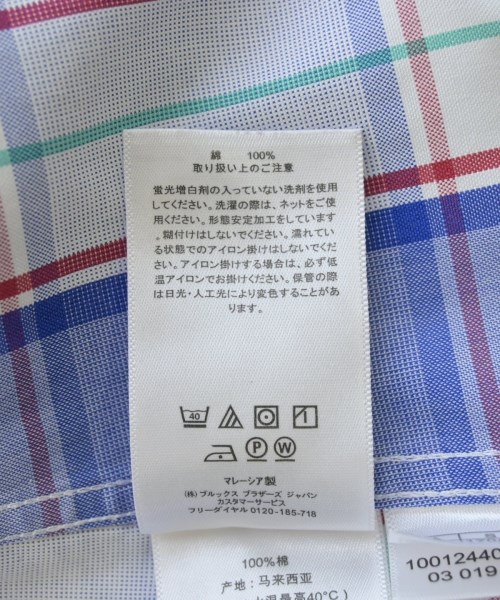 綿 100%
取り扱い上のご注意
蛍光増白剤の入っていない洗剤を使用
してください。洗濯の際は、ネットをご使
用ください。形態安定加工をしています
。糊付けはしないでください。濡れてい
る状態でのアイロン掛けはしないでくだ
さい。アイロン掛けする場合は、必ず低
温アイロンでお掛けください。保管の際
は日光・人工光により変色することがあ
ります。
40
P W
マレーシア製
(株) ブルックス ブラザーズ ジャパン
カスタマーサービス
フリーダイヤル 0120-185-718
100%棉
产地: 马来西亚
温最高40°C)
10012440
03 019